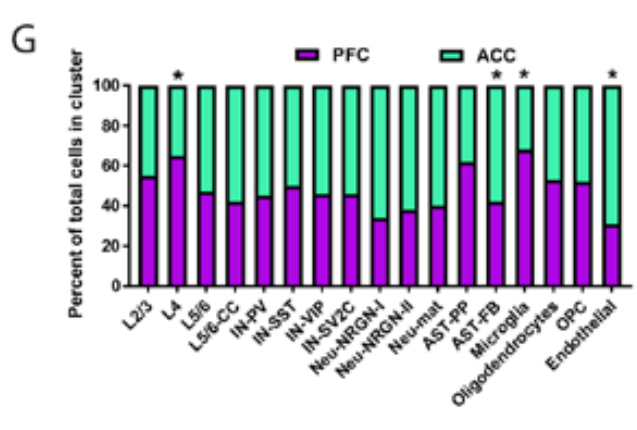 G
PFC ACC
* * * *
Percent of total cells in cluster
100
80
60
40
20
0
L2/3
L4
L5/6
L5/6-CC
IN-PV
IN-SST
IN-VIP
IN-SV2C
Neu-NRGN-I
Neu-NRGN-II
Neu-mat
AST-PP
AST-FB
Microglia
Oligodendrocytes
OPC
Endothelial